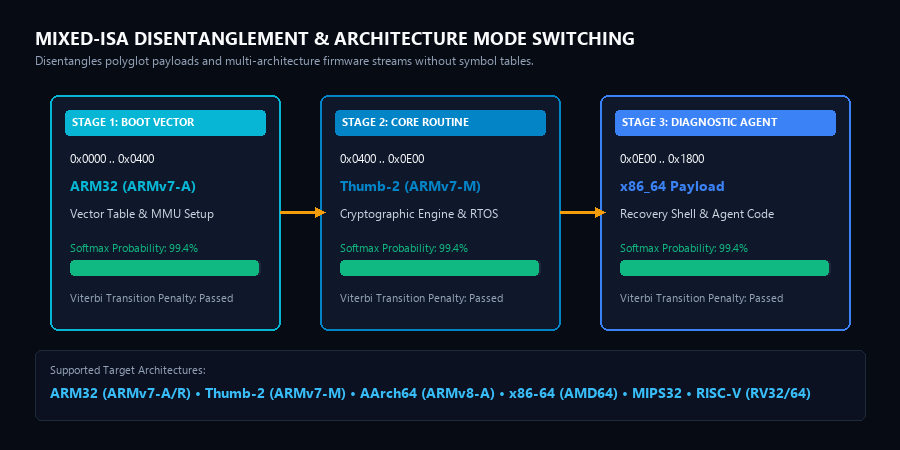 MIXED-ISA DISENTANGLEMENT & ARCHITECTURE MODE SWITCHING
Disentangles polyglot payloads and multi-architecture firmware streams without symbol tables.
STAGE 1: BOOT VECTOR
0x0000 .. 0x0400
ARM32 (ARMv7-A)
Vector Table & MMU Setup
Softmax Probability: 99.4%
Viterbi Transition Penalty: Passed
STAGE 2: CORE ROUTINE
0x0400 .. 0x0E00
Thumb-2 (ARMv7-M)
Cryptographic Engine & RTOS
Softmax Probability: 99.4%
Viterbi Transition Penalty: Passed
STAGE 3: DIAGNOSTIC AGENT
0x0E00 .. 0x1800
x86_64 Payload
Recovery Shell & Agent Code
Softmax Probability: 99.4%
Viterbi Transition Penalty: Passed
Supported Target Architectures:
ARM32 (ARMv7-A/R) • Thumb-2 (ARMv7-M) • AArch64 (ARMv8-A) • x86-64 (AMD64) • MIPS32 • RISC-V (RV32/64)